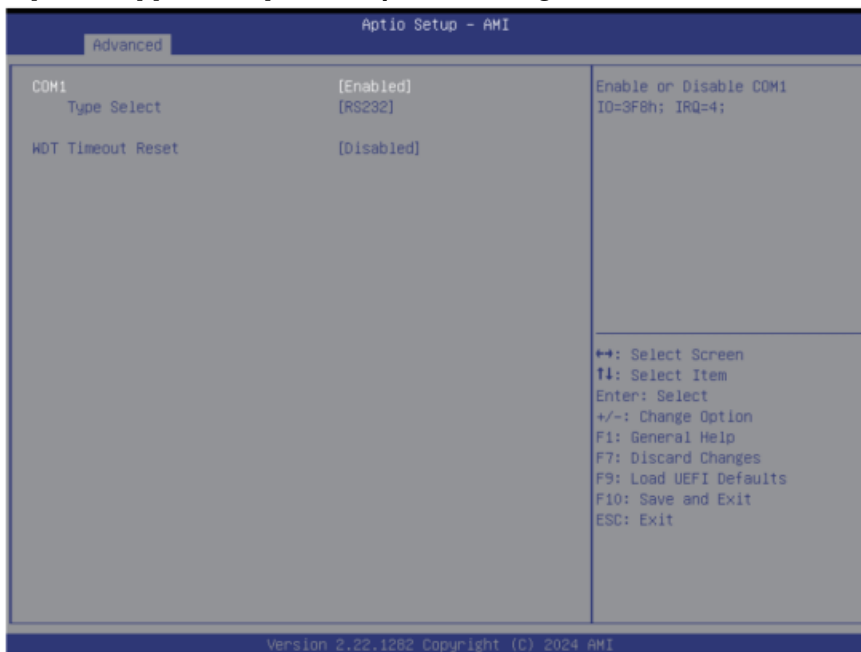 Aptio Setup - AMI
Advanced
COM1 [Enabled]
Type Select [RS232]
WDT Timeout Reset [Disabled]
Enable or Disable COM1
IO=3F8h; IRQ=4;
↔: Select Screen
↑↓: Select Item
Enter: Select
+/-: Change Option
F1: General Help
F7: Discard Changes
F9: Load UEFI Defaults
F10: Save and Exit
ESC: Exit
Version 2.22.1282 Copyright (C) 2024 AMI